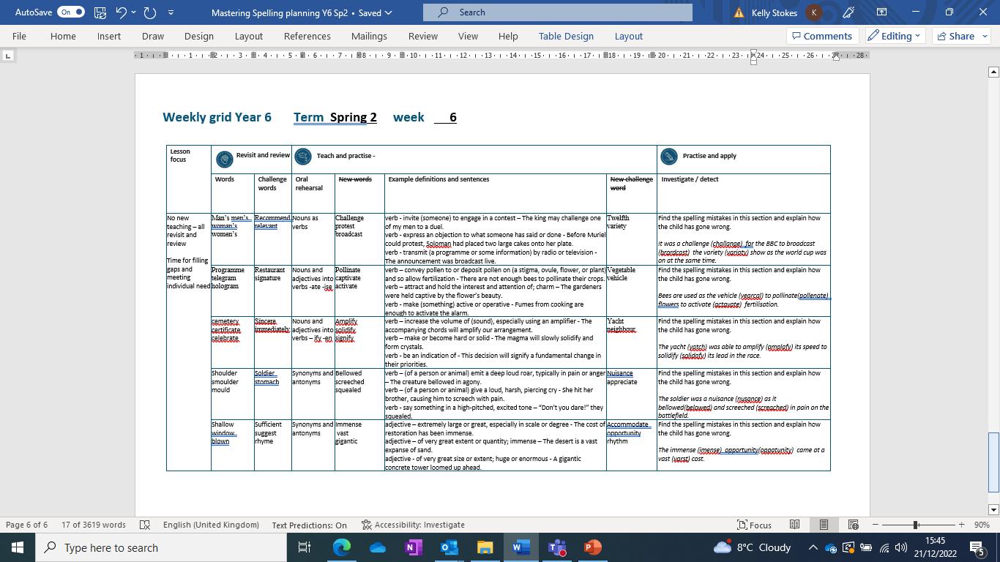 AutoSave On Mastering Spelling planning Y6 Sp2 • Saved Search Kelly Stokes K
File Home Insert Draw Design Layout References Mailings Review View Help Table Design Layout Comments Editing Share
1 1 2 3 4 5 6 7 8 9 10 11 12 13 14 15 16 17 18 19 20 21 22 23 24 25 26 27 28
Weekly grid Year 6 Term Spring 2 week 6
Lesson
focus
Revisit and review
Teach and practise -
Practise and apply
Words
Challenge
words
Oral
rehearsal
New words
Example definitions and sentences
New challenge
word
Investigate / detect
No new
teaching – all
revisit and
review
Time for filling
gaps and
meeting
individual need
Man's men's
woman's
women's
Recommend
relevant
Nouns as
verbs
Challenge
protest
broadcast
verb - invite (someone) to engage in a contest – The king may challenge one
of my men to a duel.
verb - express an objection to what someone has said or done - Before Muriel
could protest, Soloman had placed two large cakes onto her plate.
verb - transmit (a programme or some information) by radio or television -
The announcement was broadcast live.
Twelfth
variety
Find the spelling mistakes in this section and explain how
the child has gone wrong.
It was a challenge (challange) for the BBC to broadcast
(brordcast) the variety (variaty) show as the world cup was
on at the same time.
Programme
telegram
hologram
Restaurant
signature
Nouns and
adjectives into
verbs -ate -ise
Pollinate
captivate
activate
verb – convey pollen to or deposit pollen on (a stigma, ovule, flower, or plant)
and so allow fertilization - There are not enough bees to pollinate their crops.
verb – attract and hold the interest and attention of; charm – The gardeners
were held captive by the flower's beauty.
verb - make (something) active or operative - Fumes from cooking are
enough to activate the alarm.
Vegetable
vehicle
Find the spelling mistakes in this section and explain how
the child has gone wrong.
Bees are used as the vehicle (vearcal) to pollinate(pollenate)
flowers to activate (actavate) fertilisation.
cemetery
certificate
celebrate
Sincere
immediately
Nouns and
adjectives into
verbs – ify -en
Amplify
solidify
signify
verb – increase the volume of (sound), especially using an amplifier - The
accompanying chords will amplify our arrangement.
verb – make or become hard or solid - The magma will slowly solidify and
form crystals.
verb - be an indication of - This decision will signify a fundamental change in
their priorities.
Yacht
neighbour
Find the spelling mistakes in this section and explain how
the child has gone wrong.
The yacht (yatch) was able to amplify (amplafy) its speed to
solidify (solidafy) its lead in the race.
Shoulder
smoulder
mould
Soldier
stomach
Synonyms and
antonyms
Bellowed
screeched
squealed
verb – (of a person or animal) emit a deep loud roar, typically in pain or anger
– The creature bellowed in agony.
verb – (of a person or animal) give a loud, harsh, piercing cry - She hit her
brother, causing him to screech with pain.
verb - say something in a high-pitched, excited tone – “Don't you dare!” they
squealed.
Nuisance
appreciate
Find the spelling mistakes in this section and explain how
the child has gone wrong.
The soldier was a nuisance (nusance) as it
bellowed(belowed) and screeched (screached) in pain on the
battlefield.
Shallow
window
blown
Sufficient
suggest
rhyme
Synonyms and
antonyms
Immense
vast
gigantic
adjective – extremely large or great, especially in scale or degree - The cost of
restoration has been immense.
adjective – of very great extent or quantity; immense – The desert is a vast
expanse of sand.
adjective - of very great size or extent; huge or enormous - A gigantic
concrete tower loomed up ahead.
Accommodate
opportunity
rhythm
Find the spelling mistakes in this section and explain how
the child has gone wrong.
The immense (imense) opportunity(oppatunity) came at a
vast (varst) cost.
Page 6 of 6 17 of 3619 words English (United Kingdom) Text Predictions: On Accessibility: Investigate Focus 90%
Type here to search 8°C Cloudy 15:45
21/12/2022 5